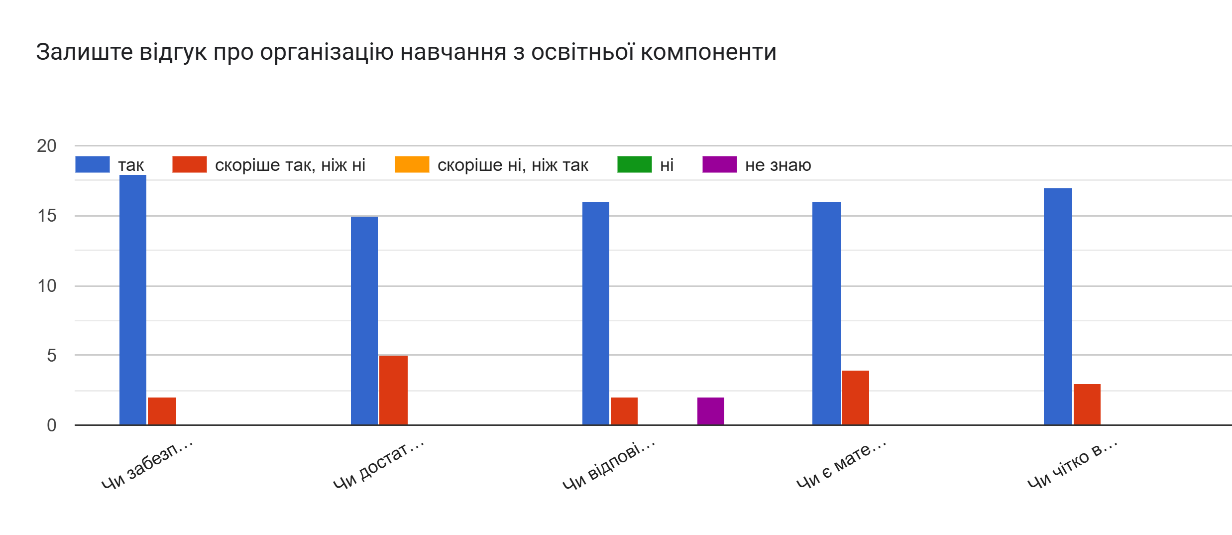 Залиште відгук про організацію навчання з освітньої компоненти
20
так
скоріше так, ніж ні
скоріше ні, ніж так
ні
не знаю
15
10
5
0
Чи забезп…
Чи достат…
Чи відпові…
Чи є мате…
Чи чітко в…